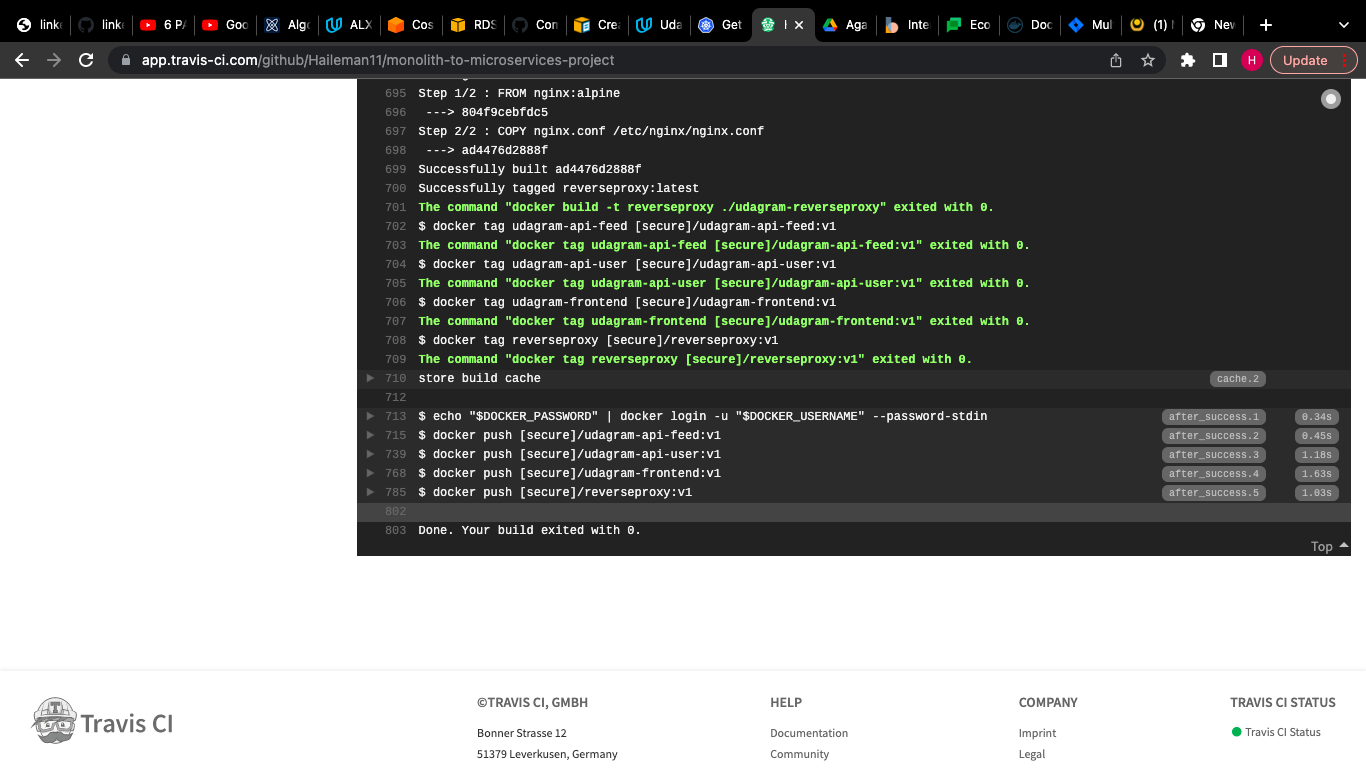 linke
linke
6 PA
Goo
Algo
ALX
Cos
RDS
Con
Crea
Uda
Get
Aga
Inte
Eco
Doc
Mul
(1)
New
app.travis-ci.com/github/Haileman11/monolith-to-microservices-project
H
Update
695 Step 1/2 : FROM nginx:alpine
696 ---> 804f9cebfdc5
697 Step 2/2 : COPY nginx.conf /etc/nginx/nginx.conf
698 ---> ad4476d2888f
699 Successfully built ad4476d2888f
700 Successfully tagged reverseproxy:latest
701 The command "docker build -t reverseproxy ./udagram-reverseproxy" exited with 0.
702 $ docker tag udagram-api-feed [secure]/udagram-api-feed:v1
703 The command "docker tag udagram-api-feed [secure]/udagram-api-feed:v1" exited with 0.
704 $ docker tag udagram-api-user [secure]/udagram-api-user:v1
705 The command "docker tag udagram-api-user [secure]/udagram-api-user:v1" exited with 0.
706 $ docker tag udagram-frontend [secure]/udagram-frontend:v1
707 The command "docker tag udagram-frontend [secure]/udagram-frontend:v1" exited with 0.
708 $ docker tag reverseproxy [secure]/reverseproxy:v1
709 The command "docker tag reverseproxy [secure]/reverseproxy:v1" exited with 0.
710 store build cache cache.2
712
713 $ echo "$DOCKER_PASSWORD" | docker login -u "$DOCKER_USERNAME" --password-stdin after_success.1 0.34s
715 $ docker push [secure]/udagram-api-feed:v1 after_success.2 0.45s
739 $ docker push [secure]/udagram-api-user:v1 after_success.3 1.18s
768 $ docker push [secure]/udagram-frontend:v1 after_success.4 1.63s
785 $ docker push [secure]/reverseproxy:v1 after_success.5 1.03s
802
803 Done. Your build exited with 0.
Top
Travis CI
©TRAVIS CI, GMBH
Bonner Strasse 12
51379 Leverkusen, Germany
HELP
Documentation
Community
COMPANY
Imprint
Legal
TRAVIS CI STATUS
Travis CI Status